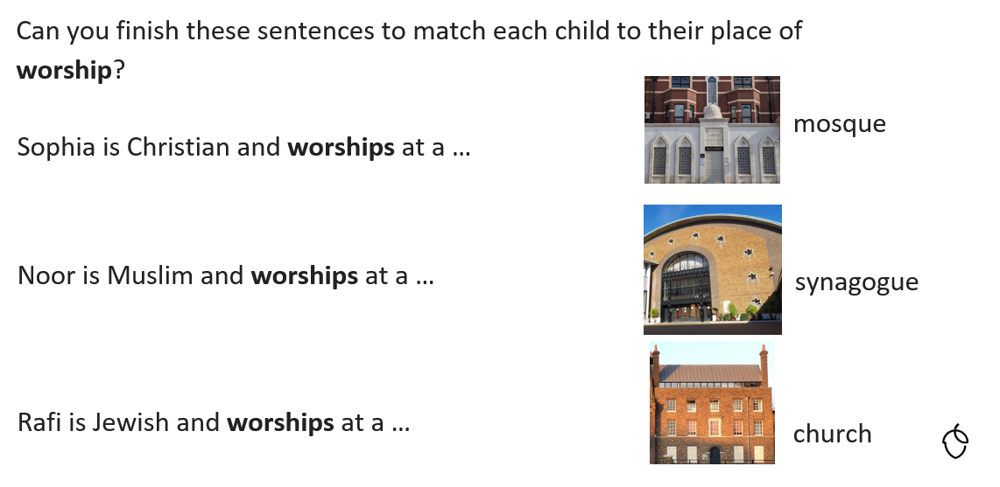 Can you finish these sentences to match each child to their place of
worship?
mosque
Sophia is Christian and worships at a ...
Noor is Muslim and worships at a ...
synagogue
Rafi is Jewish and worships at a ...
church